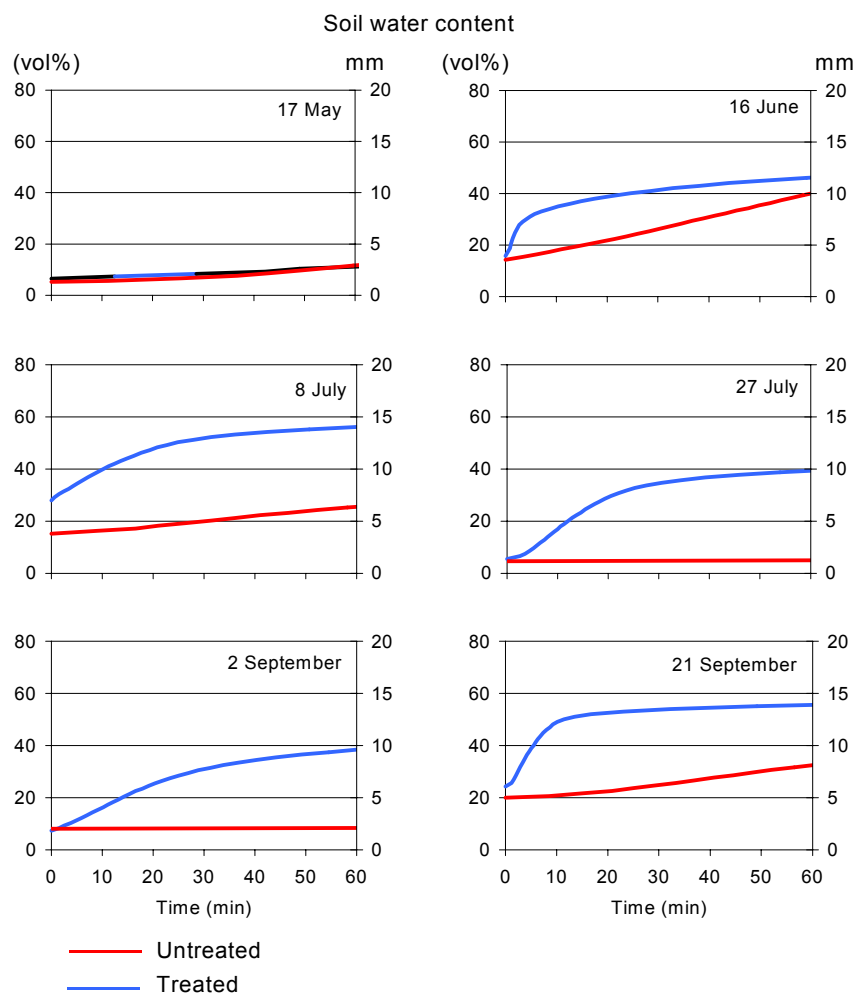 Soil water content
(vol%) mm (vol%) mm
80 20 80 20
17 May 16 June
60 15 60 15
40 10 40 10
20 5 20 5
0 0 0 0
80 20 80 20
8 July 27 July
60 15 60 15
40 10 40 10
20 5 20 5
0 0 0 0
80 20 80 20
2 September 21 September
60 15 60 15
40 10 40 10
20 5 20 5
0 0 0 0
0 10 20 30 40 50 60 0 10 20 30 40 50 60
Time (min) Time (min)
Untreated
Treated